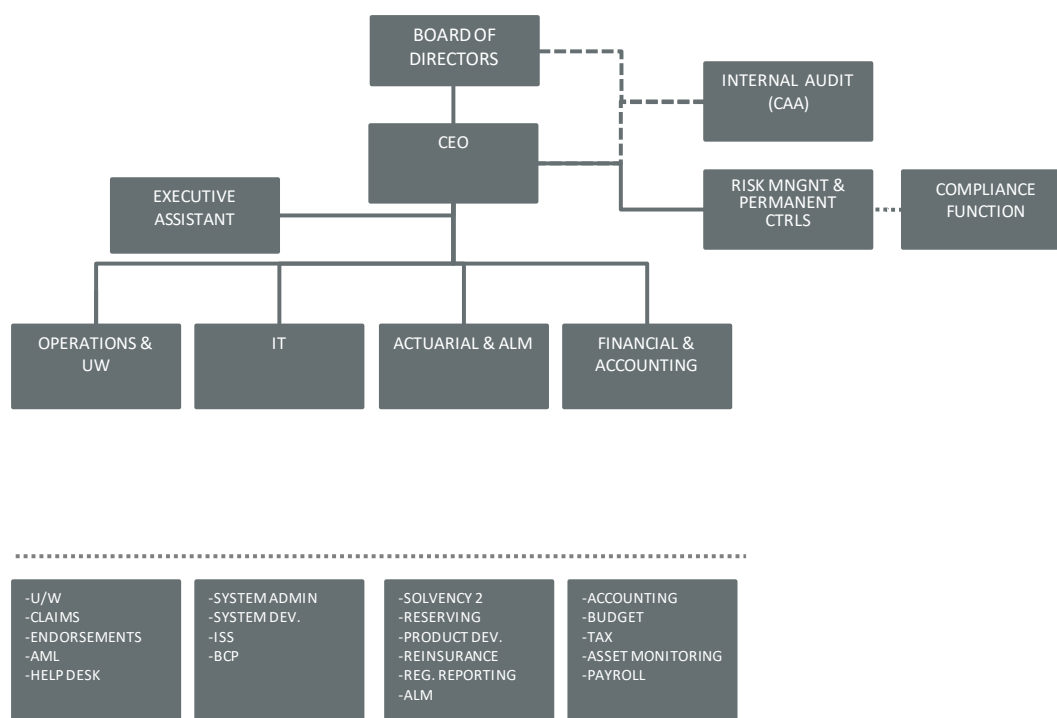 BOARD OF
DIRECTORS
INTERNAL AUDIT
(CAA)
CEO
EXECUTIVE
ASSISTANT
RISK MNGNT &
PERMANENT
CTRLS
COMPLIANCE
FUNCTION
OPERATIONS &
UW
IT
ACTUARIAL & ALM
FINANCIAL &
ACCOUNTING
-U/W
-CLAIMS
-ENDORSEMENTS
-AML
-HELP DESK
-SYSTEM ADMIN
-SYSTEM DEV.
-ISS
-BCP
-SOLVENCY 2
-RESERVING
-PRODUCT DEV.
-REINSURANCE
-REG. REPORTING
-ALM
-ACCOUNTING
-BUDGET
-TAX
-ASSET MONITORING
-PAYROLL